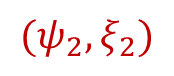 (𝜓₂, 𝜉₂)